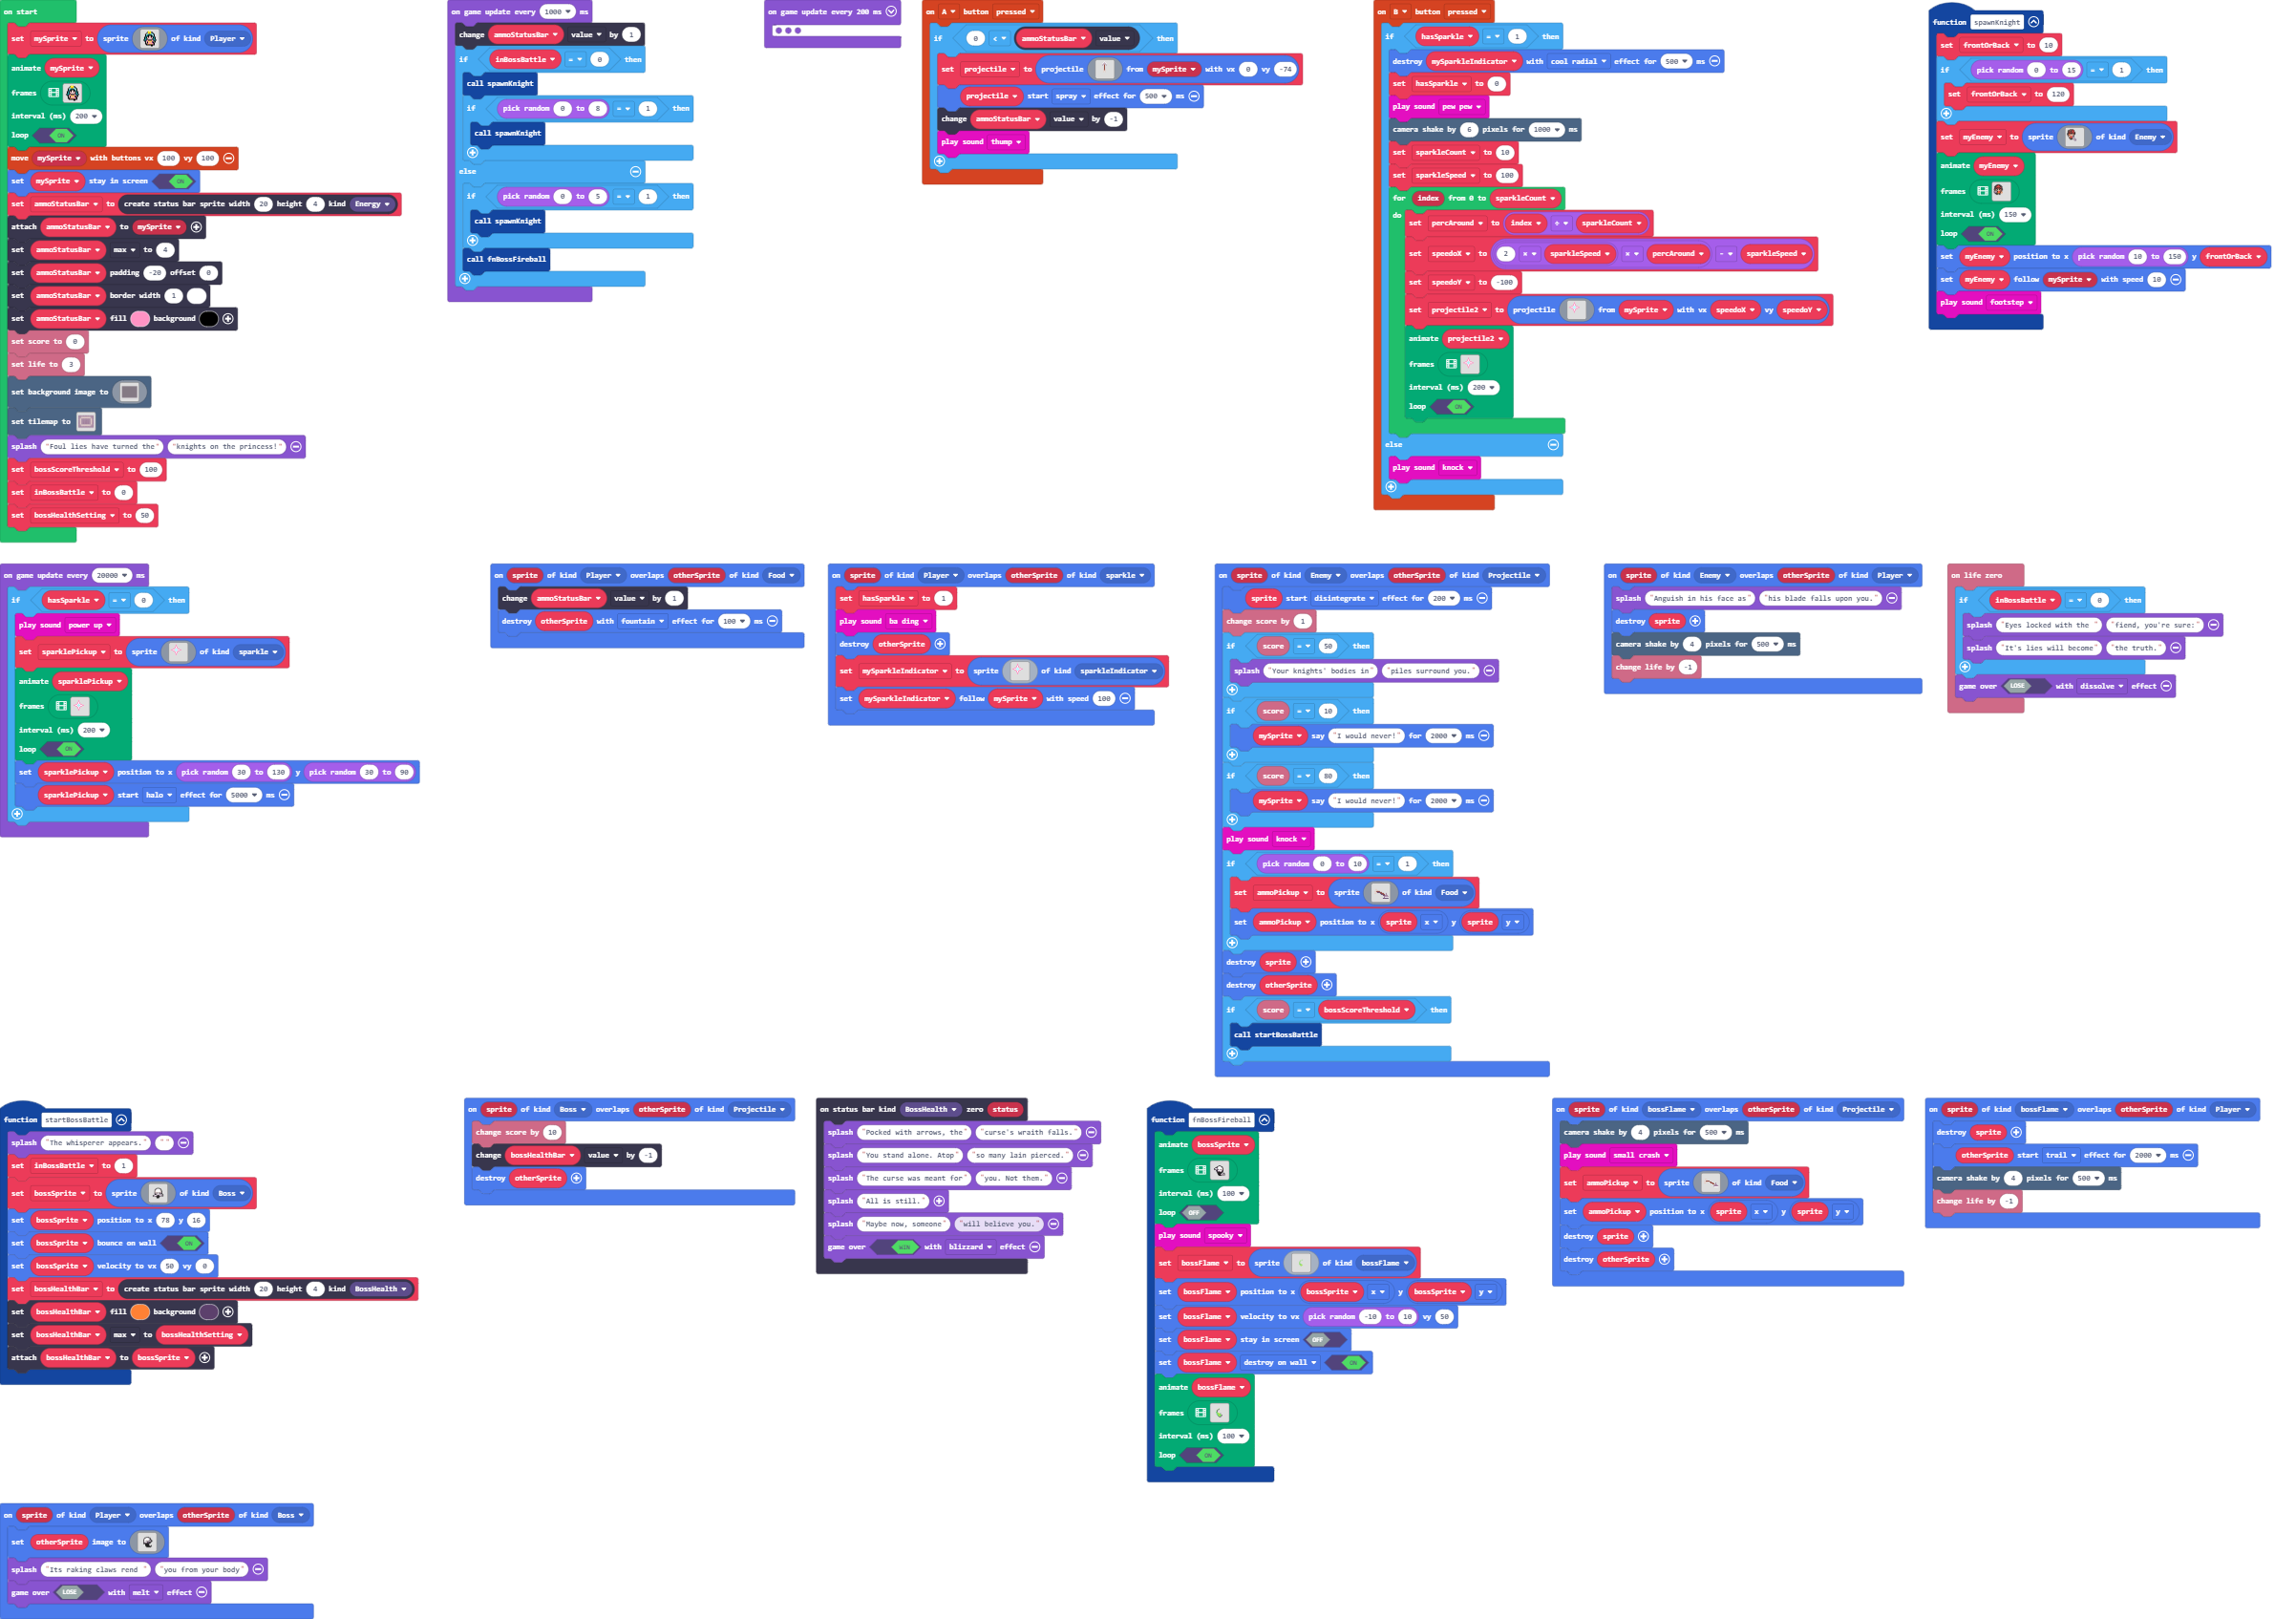 on start
set mySprite to sprite of kind Player
animate mySprite
frames
interval (ms) 200
loop ON
move mySprite with buttons vx 100 vy 100
set mySprite stay in screen ON
set ammoStatusBar to create status bar sprite width 20 height 4 kind Energy
attach ammoStatusBar to mySprite
set ammoStatusBar max to 4
set ammoStatusBar padding -20 offset 0
set ammoStatusBar border width 1
set ammoStatusBar fill background
set score to 0
set life to 3
set background image to
set tilemap to
splash "Foul lies have turned the" "knights on the princess!"
set bossScoreThreshold to 100
set inBossBattle to 0
set bossHealthSetting to 50
on game update every 1000 ms
change ammoStatusBar value by 1
if inBossBattle = 0 then
call spawnKnight
if pick random 0 to 8 = 1 then
call spawnKnight
else
if pick random 0 to 5 = 1 then
call spawnKnight
call fnBossFireball
on game update every 200 ms
on A button pressed
if 0 < ammoStatusBar value then
set projectile to projectile from mySprite with vx 0 vy -74
projectile start spray effect for 500 ms
change ammoStatusBar value by -1
play sound thump
on B button pressed
if hasSparkle = 1 then
destroy mySparkleIndicator with cool radial effect for 500 ms
set hasSparkle to 0
play sound pew pew
camera shake by 6 pixels for 1000 ms
set sparkleCount to 10
set sparkleSpeed to 100
for index from 0 to sparkleCount
do set percAround to index ÷ sparkleCount
set speedoX to 2 x sparkleSpeed x percAround - sparkleSpeed
set speedoY to -100
set projectile2 to projectile from mySprite with vx speedoX vy speedoY
animate projectile2
frames
interval (ms) 200
loop ON
else
play sound knock
function spawnKnight
set frontOrBack to 10
if pick random 0 to 15 = 1 then
set frontOrBack to 120
set myEnemy to sprite of kind Enemy
animate myEnemy
frames
interval (ms) 150
loop ON
set myEnemy position to x pick random 10 to 150 y frontOrBack
set myEnemy follow mySprite with speed 10
play sound footstep
on game update every 20000 ms
if hasSparkle = 0 then
play sound power up
set sparklePickup to sprite of kind sparkle
animate sparklePickup
frames
interval (ms) 200
loop ON
set sparklePickup position to x pick random 30 to 130 y pick random 30 to 90
sparklePickup start halo effect for 5000 ms
on sprite of kind Player overlaps otherSprite of kind Food
change ammoStatusBar value by 1
destroy otherSprite with fountain effect for 100 ms
on sprite of kind Player overlaps otherSprite of kind sparkle
set hasSparkle to 1
play sound ba ding
destroy otherSprite
set mySparkleIndicator to sprite of kind sparkleIndicator
set mySparkleIndicator follow mySprite with speed 100
on sprite of kind Enemy overlaps otherSprite of kind Projectile
sprite start disintegrate effect for 200 ms
change score by 1
if score = 50 then
splash "Your knights' bodies in" "piles surround you."
if score = 10 then
mySprite say "I would never!" for 2000 ms
if score = 80 then
mySprite say "I would never!" for 2000 ms
play sound knock
if pick random 0 to 10 = 1 then
set ammoPickup to sprite of kind Food
set ammoPickup position to x sprite x y sprite y
destroy sprite
destroy otherSprite
if score = bossScoreThreshold then
call startBossBattle
on sprite of kind Enemy overlaps otherSprite of kind Player
splash "Anguish in his face as" "his blade falls upon you."
destroy sprite
camera shake by 4 pixels for 500 ms
change life by -1
on life zero
if inBossBattle = 0 then
splash "Eyes locked with the " "fiend, you're sure:"
splash "It's lies will become" "the truth."
game over LOSE with dissolve effect
function startBossBattle
splash "The whisperer appears." " "
set inBossBattle to 1
set bossSprite to sprite of kind Boss
set bossSprite position to x 78 y 16
set bossSprite bounce on wall ON
set bossSprite velocity to vx 50 vy 0
set bossHealthBar to create status bar sprite width 20 height 4 kind BossHealth
set bossHealthBar fill background
set bossHealthBar max to bossHealthSetting
attach bossHealthBar to bossSprite
on sprite of kind Boss overlaps otherSprite of kind Projectile
change score by 10
change bossHealthBar value by -1
destroy otherSprite
on status bar kind BossHealth zero status
splash "Pocked with arrows, the" "curse's wraith falls."
splash "You stand alone. Atop" "so many lain pierced."
splash "The curse was meant for" "you. Not them."
splash "All is still."
splash "Maybe now, someone" "will believe you."
game over WIN with blizzard effect
function fnBossFireball
animate bossSprite
frames
interval (ms) 100
loop OFF
play sound spooky
set bossFlame to sprite of kind bossFlame
set bossFlame position to x bossSprite x y bossSprite y
set bossFlame velocity to vx pick random -10 to 10 vy 50
set bossFlame stay in screen OFF
set bossFlame destroy on wall ON
animate bossFlame
frames
interval (ms) 100
loop ON
on sprite of kind bossFlame overlaps otherSprite of kind Projectile
camera shake by 4 pixels for 500 ms
play sound small crash
set ammoPickup to sprite of kind Food
set ammoPickup position to x sprite x y sprite y
destroy sprite
destroy otherSprite
on sprite of kind bossFlame overlaps otherSprite of kind Player
destroy sprite
otherSprite start trail effect for 2000 ms
camera shake by 4 pixels for 500 ms
change life by -1
on sprite of kind Player overlaps otherSprite of kind Boss
set otherSprite image to
splash "Its raking claws rend " "you from your body"
game over LOSE with melt effect